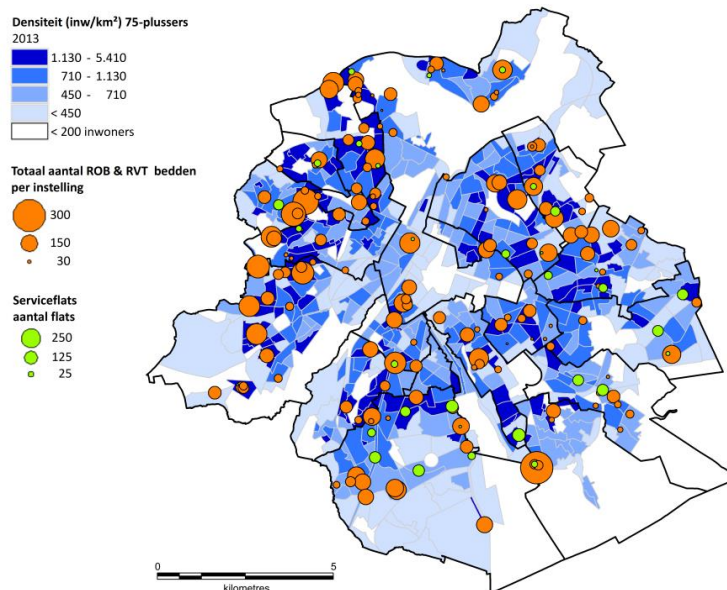 Densiteit (inw/km²) 75-plussers
2013
1.130 - 5.410
710 - 1.130
450 - 710
< 450
< 200 inwoners
Totaal aantal ROB & RVT bedden
per instelling
300
150
30
Serviceflats
aantal flats
250
125
25
0 5
kilometres